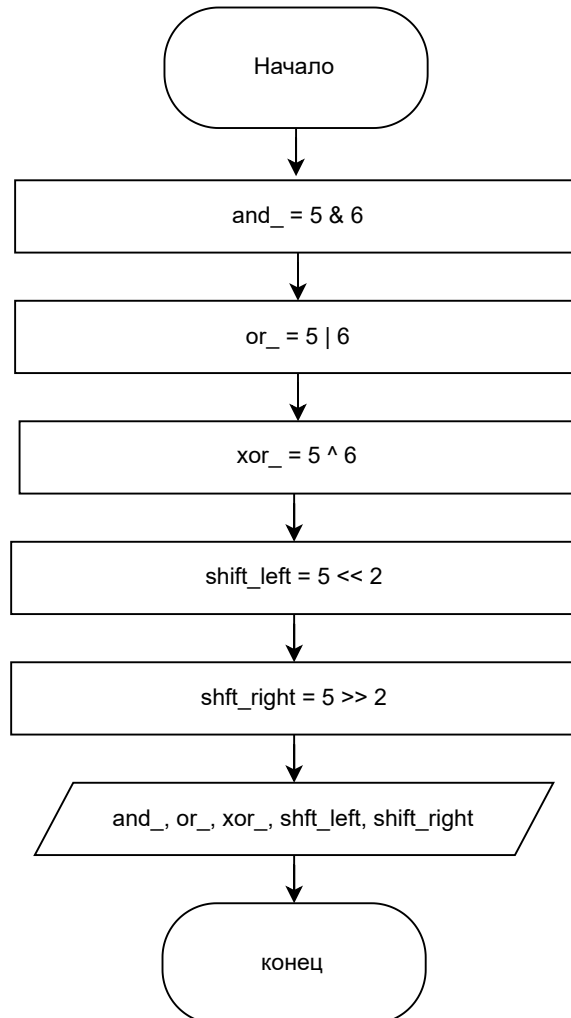 Начало
and_ = 5 & 6
or_ = 5 | 6
xor_ = 5 ^ 6
shift_left = 5 << 2
shft_right = 5 >> 2
and_, or_, xor_, shft_left, shift_right
конец